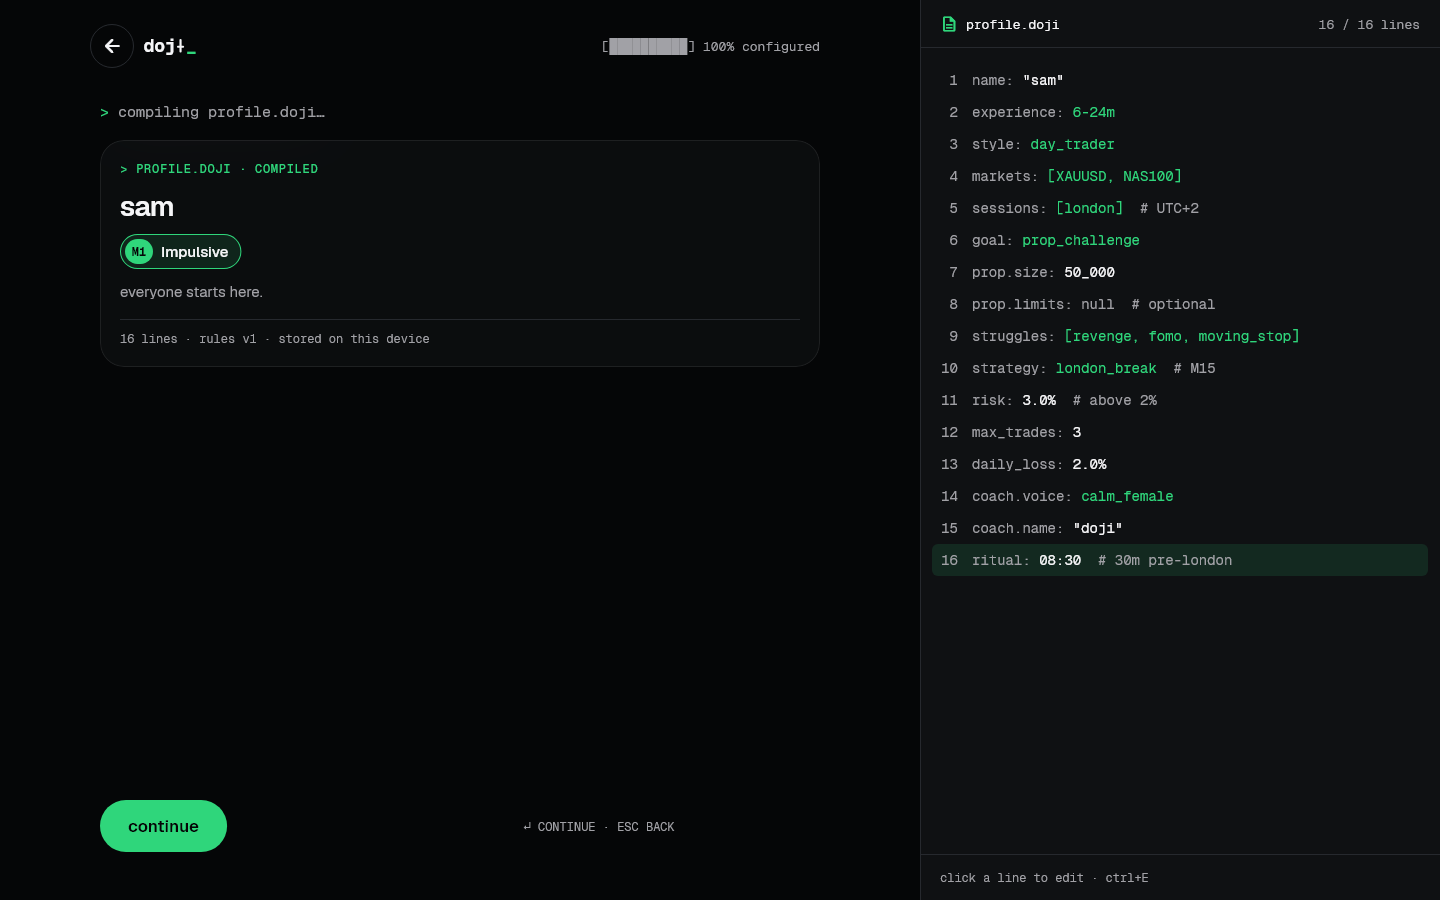 doji_
[██████████] 100% configured
> compiling profile.doji…
> PROFILE.DOJI · COMPILED
sam
M1 Impulsive
everyone starts here.
16 lines · rules v1 · stored on this device
continue
↵ CONTINUE · ESC BACK
profile.doji
16 / 16 lines
1 name: "sam"
2 experience: 6-24m
3 style: day_trader
4 markets: [XAUUSD, NAS100]
5 sessions: [london] # UTC+2
6 goal: prop_challenge
7 prop.size: 50_000
8 prop.limits: null # optional
9 struggles: [revenge, fomo, moving_stop]
10 strategy: london_break # M15
11 risk: 3.0% # above 2%
12 max_trades: 3
13 daily_loss: 2.0%
14 coach.voice: calm_female
15 coach.name: "doji"
16 ritual: 08:30 # 30m pre-london
click a line to edit · ctrl+E